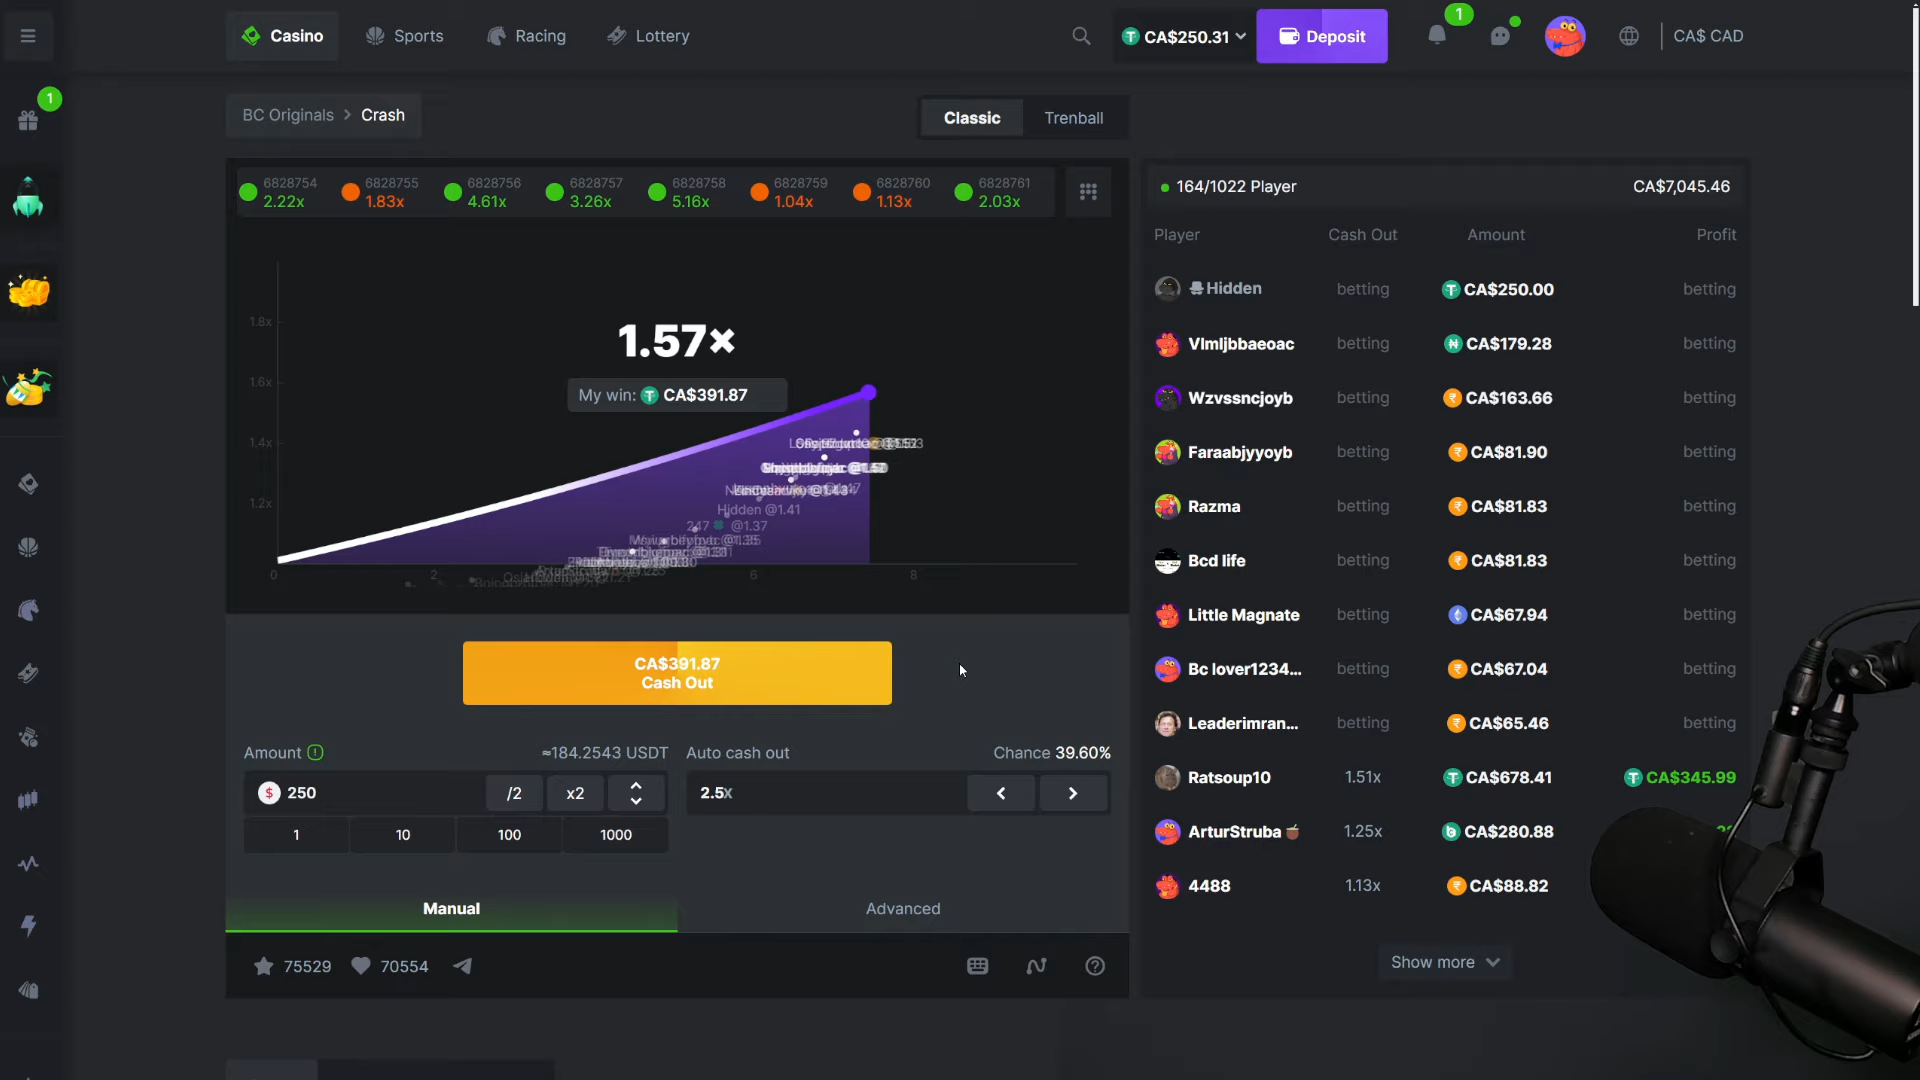 Casino
Sports
Racing
Lottery
CA$250.31
Deposit
1
CA$ CAD
1
BC Originals > Crash
Classic
Trenball
6828754
2.22x
6828755
1.83x
6828756
4.61x
6828757
3.26x
6828758
5.16x
6828759
1.04x
6828760
1.13x
6828761
2.03x
1.8x
1.6x
1.4x
1.2x
1.57×
My win: CA$391.87
Hidden @1.41
247 @1.37
0
2
6
8
CA$391.87
Cash Out
Amount
≈184.2543 USDT
Auto cash out
Chance 39.60%
250
/2
x2
2.5X
1
10
100
1000
Manual
Advanced
75529
70554
164/1022 Player
CA$7,045.46
Player Cash Out Amount Profit
Hidden betting CA$250.00 betting
Vlmljbbaeoac betting CA$179.28 betting
Wzvssncjoyb betting CA$163.66 betting
Faraabjyyoyb betting CA$81.90 betting
Razma betting CA$81.83 betting
Bcd life betting CA$81.83 betting
Little Magnate betting CA$67.94 betting
Bc lover1234... betting CA$67.04 betting
Leaderimran... betting CA$65.46 betting
Ratsoup10 1.51x CA$678.41 CA$345.99
ArturStruba 1.25x CA$280.88
4488 1.13x CA$88.82
Show more